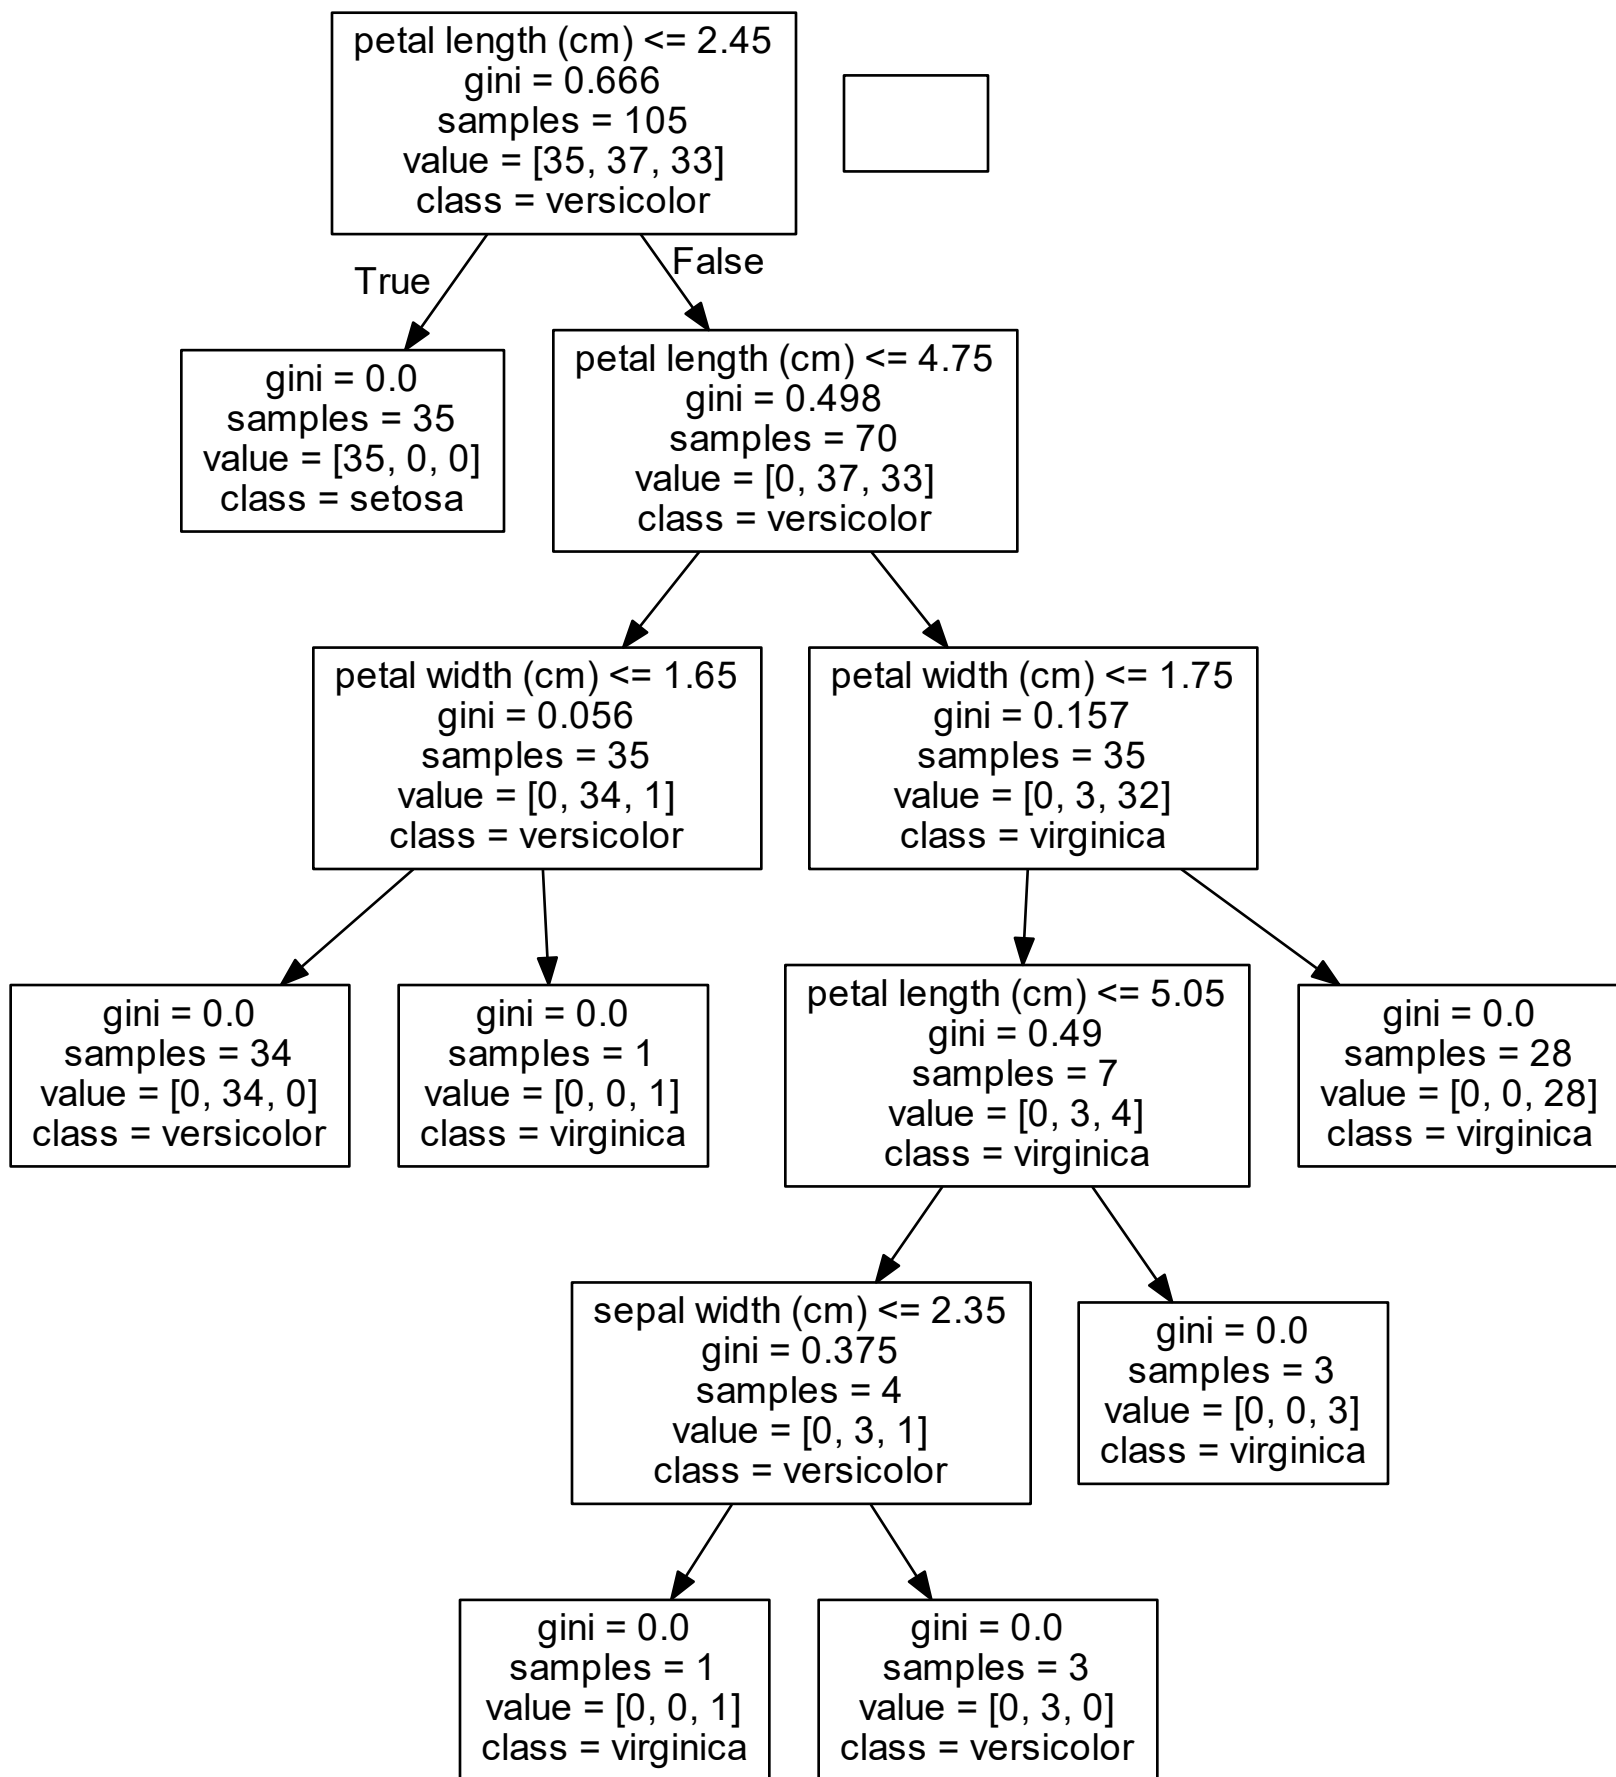 petal length (cm) <= 2.45
gini = 0.666
samples = 105
value = [35, 37, 33]
class = versicolor
True
False
gini = 0.0
samples = 35
value = [35, 0, 0]
class = setosa
petal length (cm) <= 4.75
gini = 0.498
samples = 70
value = [0, 37, 33]
class = versicolor
petal width (cm) <= 1.65
gini = 0.056
samples = 35
value = [0, 34, 1]
class = versicolor
petal width (cm) <= 1.75
gini = 0.157
samples = 35
value = [0, 3, 32]
class = virginica
gini = 0.0
samples = 34
value = [0, 34, 0]
class = versicolor
gini = 0.0
samples = 1
value = [0, 0, 1]
class = virginica
petal length (cm) <= 5.05
gini = 0.49
samples = 7
value = [0, 3, 4]
class = virginica
gini = 0.0
samples = 28
value = [0, 0, 28]
class = virginica
sepal width (cm) <= 2.35
gini = 0.375
samples = 4
value = [0, 3, 1]
class = versicolor
gini = 0.0
samples = 3
value = [0, 0, 3]
class = virginica
gini = 0.0
samples = 1
value = [0, 0, 1]
class = virginica
gini = 0.0
samples = 3
value = [0, 3, 0]
class = versicolor